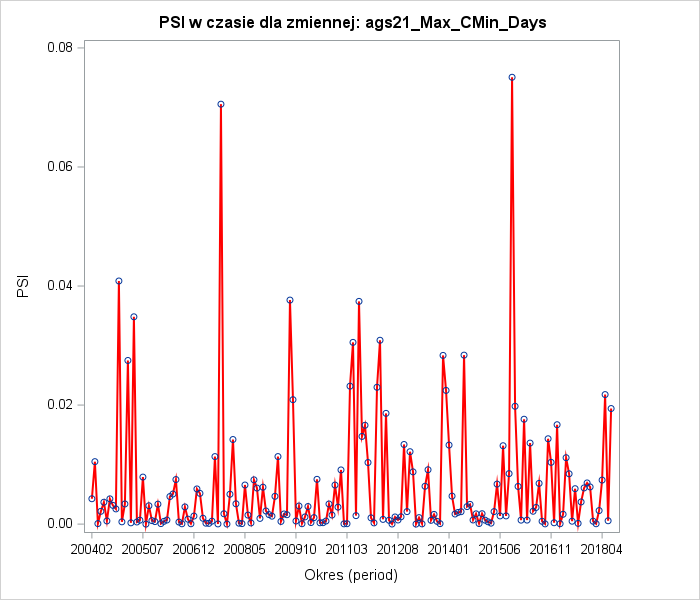 PSI w czasie dla zmiennej: ags21_Max_CMin_Days
0.08
0.06
0.04
0.02
0.00
PSI
200402 200507 200612 200805 200910 201103 201208 201401 201506 201611 201804
Okres (period)